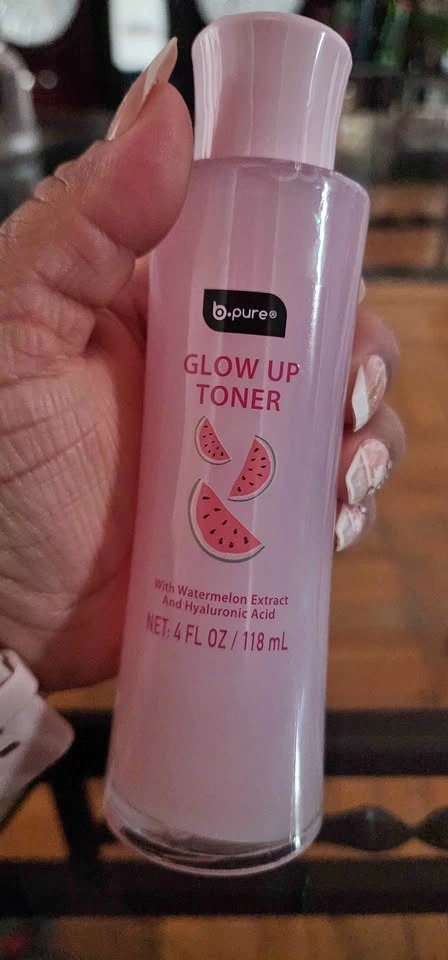 b.pure®
GLOW UP
TONER
With Watermelon Extract
And Hyaluronic Acid
NET: 4 FL OZ / 118 mL